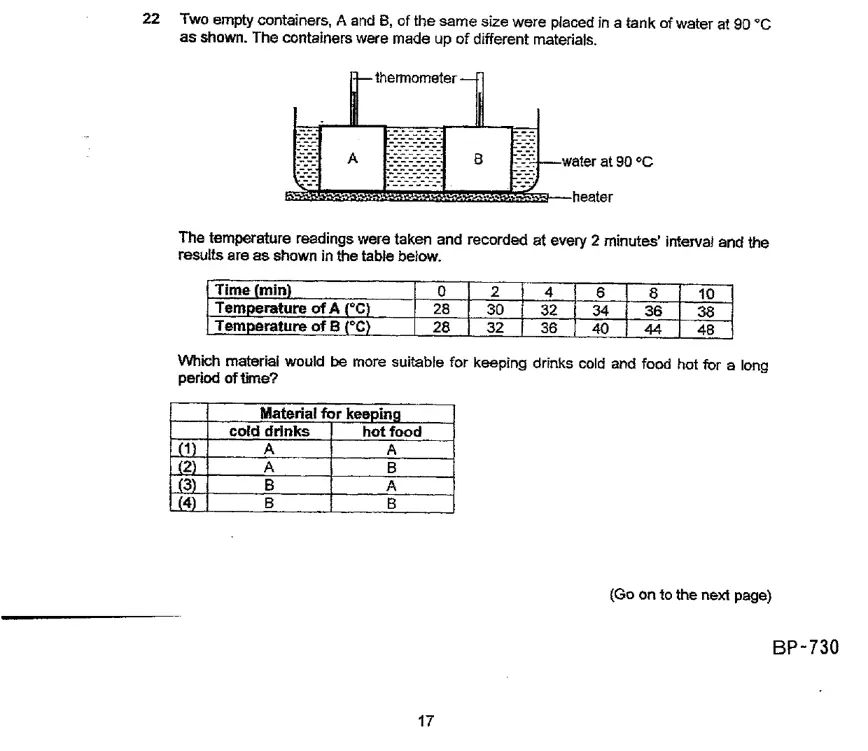 22 Two empty containers, A and B, of the same size were placed in a tank of water at 90 °C
as shown. The containers were made up of different materials.
thermometer
A
B
water at 90 °C
heater
The temperature readings were taken and recorded at every 2 minutes' interval and the
results are as shown in the table below.
Time (min) 0 2 4 6 8 10
Temperature of A (°C) 28 30 32 34 36 38
Temperature of B (°C) 28 32 36 40 44 48
Which material would be more suitable for keeping drinks cold and food hot for a long
period of time?
Material for keeping
cold drinks hot food
(1) A A
(2) A B
(3) B A
(4) B B
(Go on to the next page)
BP-730
17